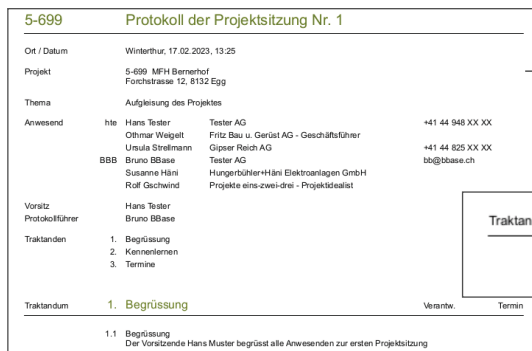 5-699 Protokoll der Projektsitzung Nr. 1
Ort / Datum Winterthur, 17.02.2023, 13:25
Projekt 5-699 MFH Bernerhof
Forchstrasse 12, 8132 Egg
Thema Aufgleisung des Projektes
Anwesend hte Hans Tester Tester AG +41 44 948 XX XX
Othmar Weigelt Fritz Bau u. Gerüst AG - Geschäftsführer
Ursula Strellmann Gipser Reich AG +41 44 825 XX XX
BBB Bruno BBase Tester AG bb@bbase.ch
Susanne Häni Hungerbühler+Häni Elektroanlagen GmbH
Rolf Gschwind Projekte eins-zwei-drei - Projektidealist
Vorsitz Hans Tester
Protokollführer Bruno BBase
Traktan
Traktanden 1. Begrüssung
2. Kennenlernen
3. Termine
Traktandum 1. Begrüssung Verantw. Termin
1.1 Begrüssung
Der Vorsitzende Hans Muster begrüsst alle Anwesenden zur ersten Projektsitzung